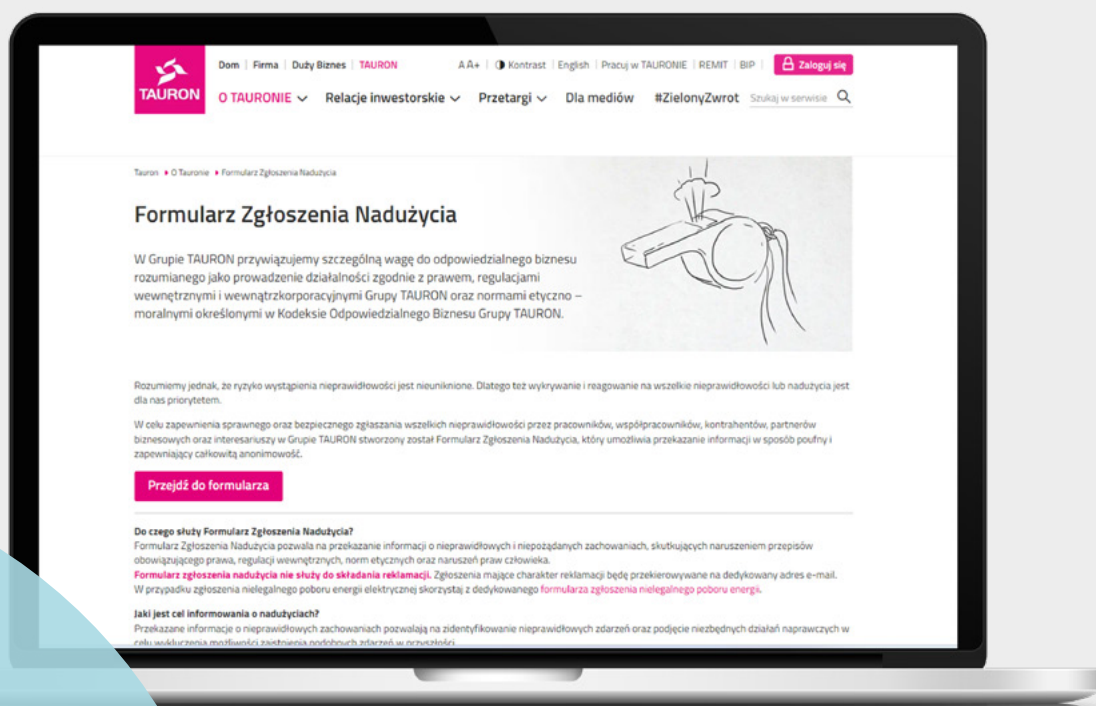 TAURON
Dom | Firma | Duży Biznes | TAURON
A A+ | Kontrast | English | Pracuj w TAURONIE | REMIT | BIP | Zaloguj się
O TAURONIE Relacje inwestorskie Przetargi Dla mediów #ZielonyZwrot Szukaj w serwisie
Tauron O Tauronie Formularz Zgłoszenia Nadużycia
Formularz Zgłoszenia Nadużycia
W Grupie TAURON przywiązujemy szczególną wagę do odpowiedzialnego biznesu
rozumianego jako prowadzenie działalności zgodnie z prawem, regulacjami
wewnętrznymi i wewnątrzkorporacyjnymi Grupy TAURON oraz normami etyczno –
moralnymi określonymi w Kodeksie Odpowiedzialnego Biznesu Grupy TAURON.
Rozumiemy jednak, że ryzyko wystąpienia nieprawidłowości jest nieuniknione. Dlatego też wykrywanie i reagowanie na wszelkie nieprawidłowości lub nadużycia jest
dla nas priorytetem.
W celu zapewnienia sprawnego oraz bezpiecznego zgłaszania wszelkich nieprawidłowości przez pracowników, współpracowników, kontrahentów, partnerów
biznesowych oraz interesariuszy w Grupie TAURON stworzony został Formularz Zgłoszenia Nadużycia, który umożliwia przekazanie informacji w sposób poufny i
zapewniający całkowitą anonimowość.
Przejdź do formularza
Do czego służy Formularz Zgłoszenia Nadużycia?
Formularz Zgłoszenia Nadużycia pozwala na przekazanie informacji o nieprawidłowych i niepożądanych zachowaniach, skutkujących naruszeniem przepisów
obowiązującego prawa, regulacji wewnętrznych, norm etycznych oraz naruszeń praw człowieka.
Formularz zgłoszenia nadużycia nie służy do składania reklamacji. Zgłoszenia mające charakter reklamacji będę przekierowywane na dedykowany adres e-mail.
W przypadku zgłoszenia nielegalnego poboru energii elektrycznej skorzystaj z dedykowanego formularza zgłoszenia nielegalnego poboru energii.
Jaki jest cel informowania o nadużyciach?
Przekazane informacje o nieprawidłowych zachowaniach pozwalają na zidentyfikowanie nieprawidłowych zdarzeń oraz podjęcie niezbędnych działań naprawczych w
celu wykluczenia możliwości zaistnienia podobnych zdarzeń w przyszłości.